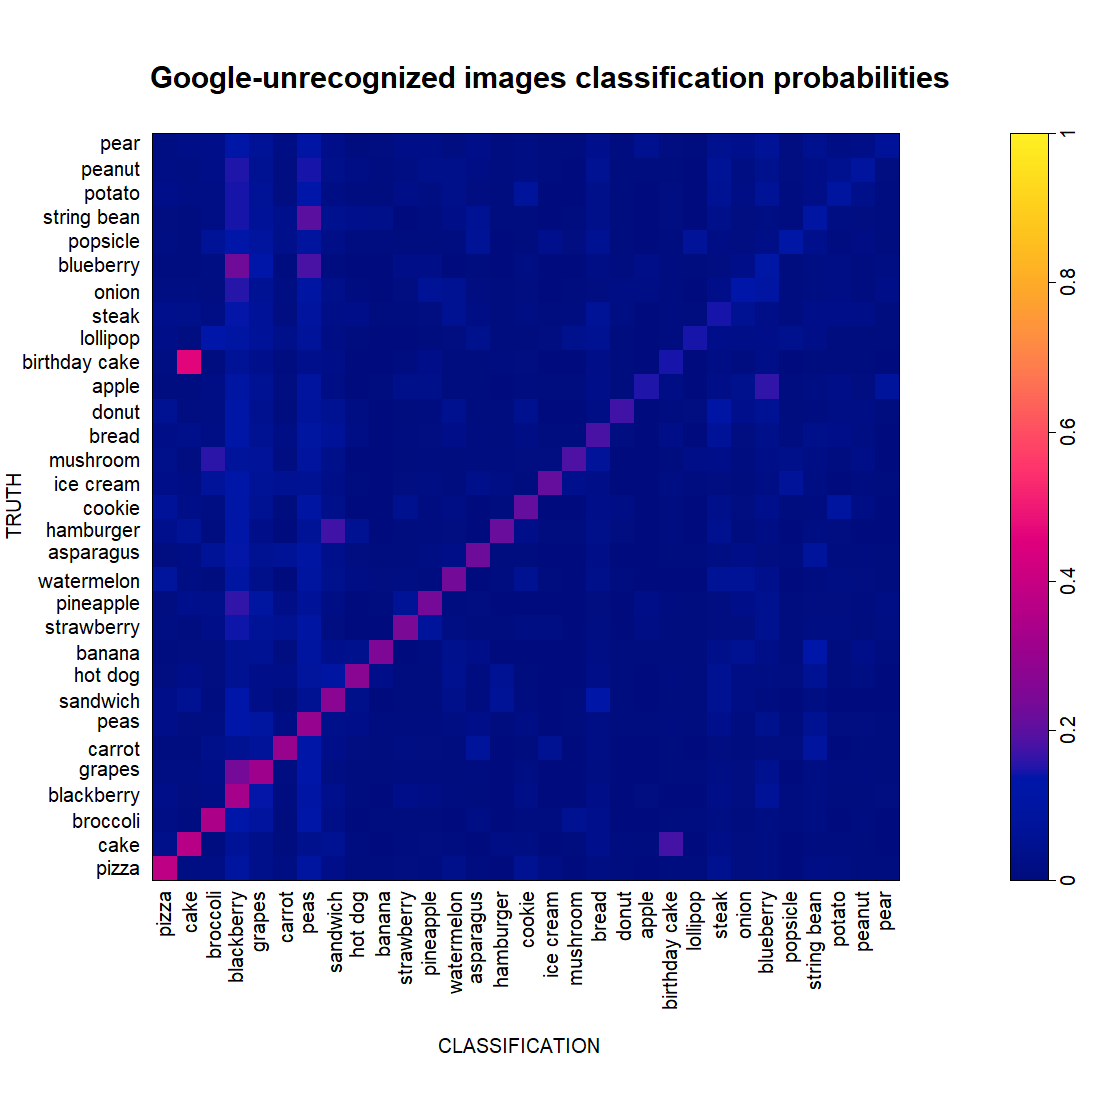 Google-unrecognized images classification probabilities
pear
peanut
potato
string bean
popsicle
blueberry
onion
steak
lollipop
birthday cake
apple
donut
bread
mushroom
ice cream
cookie
hamburger
asparagus
watermelon
pineapple
strawberry
banana
hot dog
sandwich
peas
carrot
grapes
blackberry
broccoli
cake
pizza
TRUTH
pizza
cake
broccoli
blackberry
grapes
carrot
peas
sandwich
hot dog
banana
strawberry
pineapple
watermelon
asparagus
hamburger
cookie
ice cream
mushroom
bread
donut
apple
birthday cake
lollipop
steak
onion
blueberry
popsicle
string bean
potato
peanut
pear
CLASSIFICATION
1
0.8
0.6
0.4
0.2
0